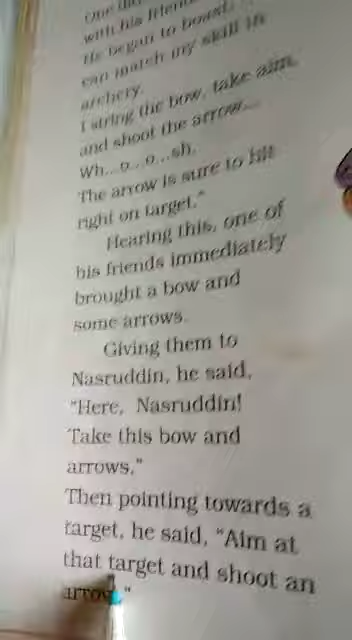 One
with his friends
He began to boast,
can match my skill in
archery.
I string the bow, take aim,
and shoot the arrow...
Wh...o...o...sh.
The arrow is sure to hit
right on target."
Hearing this, one of
his friends immediately
brought a bow and
some arrows.
Giving them to
Nasruddin, he said,
"Here, Nasruddin!
Take this bow and
arrows."
Then pointing towards a
target, he said, "Aim at
that target and shoot an
arrow."